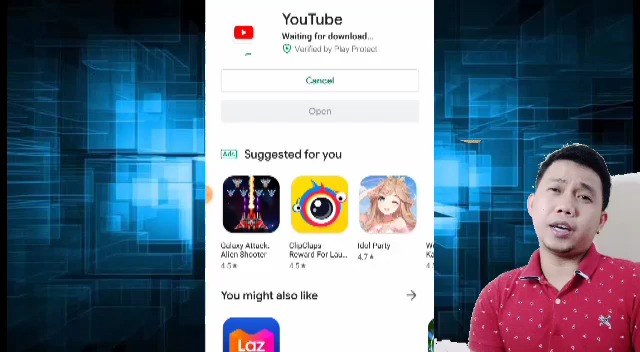 YouTube
Waiting for download...
Verified by Play Protect
Cancel
Open
Ads Suggested for you
Galaxy Attack:
Alien Shooter
4.5★
ClipClaps
Reward For Lau...
4.5★
Idol Party
4.7★
You might also like
Laz